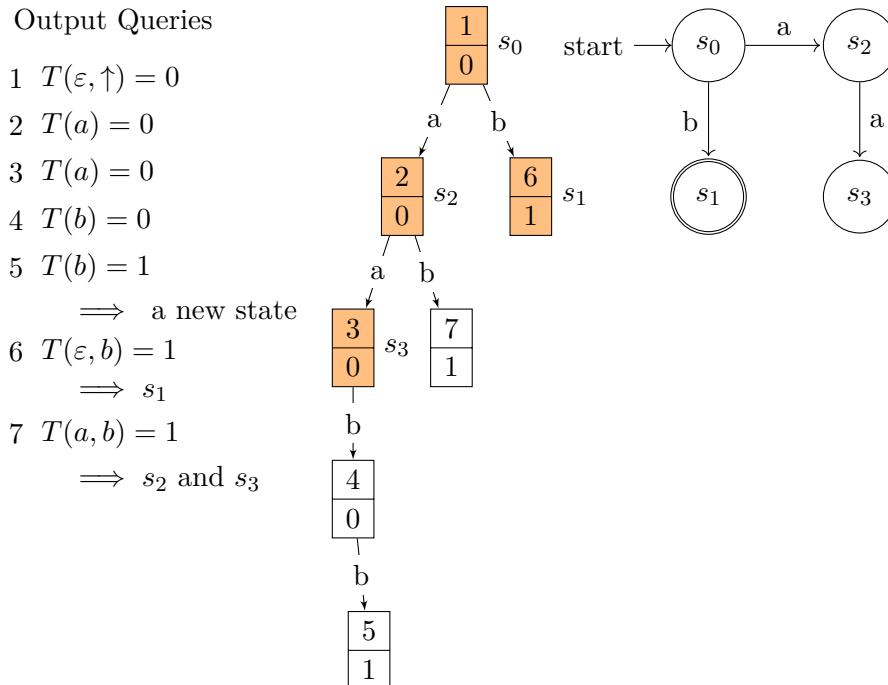 Output Queries
1 T(ε, ↑) = 0
2 T(a) = 0
3 T(a) = 0
4 T(b) = 0
5 T(b) = 1
⟹ a new state
6 T(ε, b) = 1
⟹ s₁
7 T(a, b) = 1
⟹ s₂ and s₃
1
0
s₀
a
b
2
0
s₂
6
1
s₁
a
b
3
0
s₃
7
1
b
4
0
b
5
1
start
s₀
a
s₂
b
a
s₁
s₃